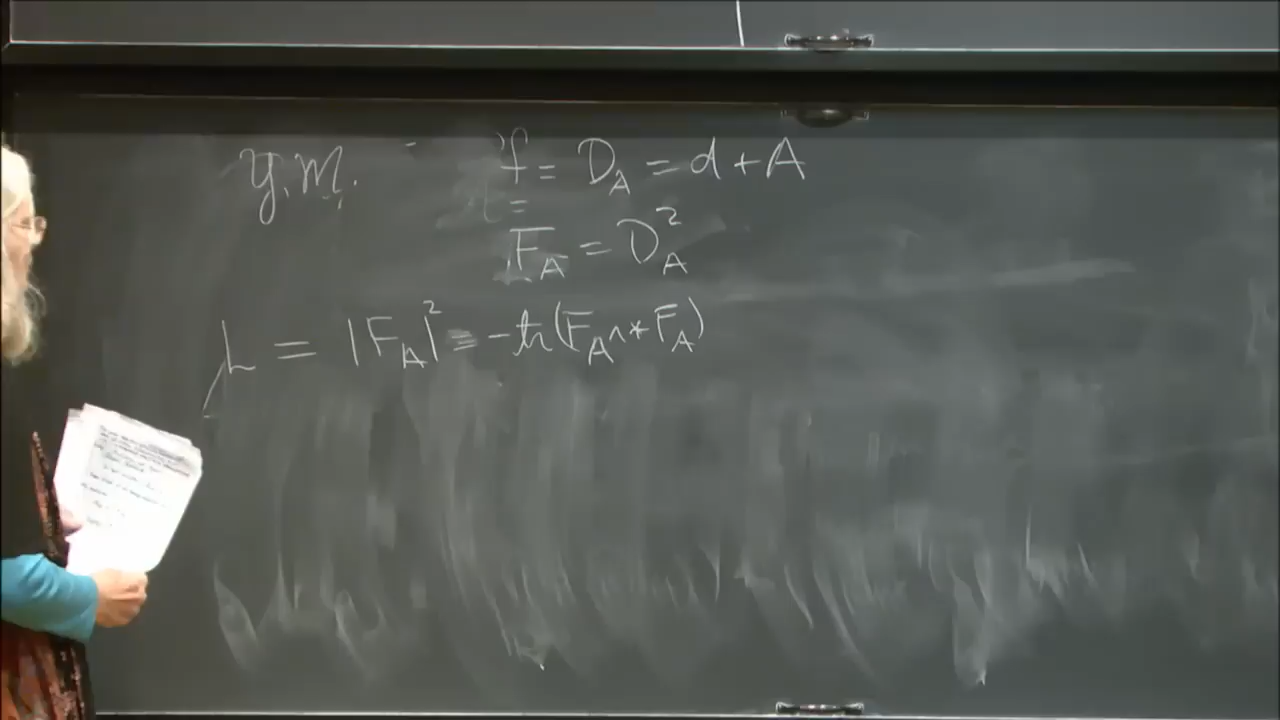 Y.M. f = D_A = d + A
=
F_A = D_A^2
L = |F_A|^2 = -tr(F_A ∧ * F_A)